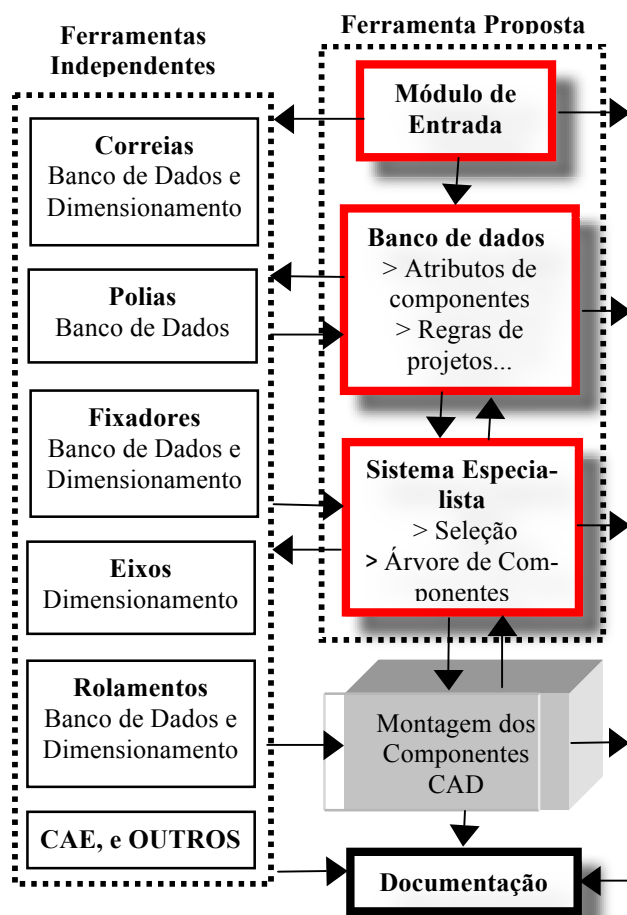 Ferramentas
Independentes
Correias
Banco de Dados e
Dimensionamento
Polias
Banco de Dados
Fixadores
Banco de Dados e
Dimensionamento
Eixos
Dimensionamento
Rolamentos
Banco de Dados e
Dimensionamento
CAE, e OUTROS
Ferramenta Proposta
Módulo de
Entrada
Banco de dados
> Atributos de
componentes
> Regras de
projetos...
Sistema Especia-
lista
> Seleção
> Árvore de Com-
ponentes
Montagem dos
Componentes
CAD
Documentação